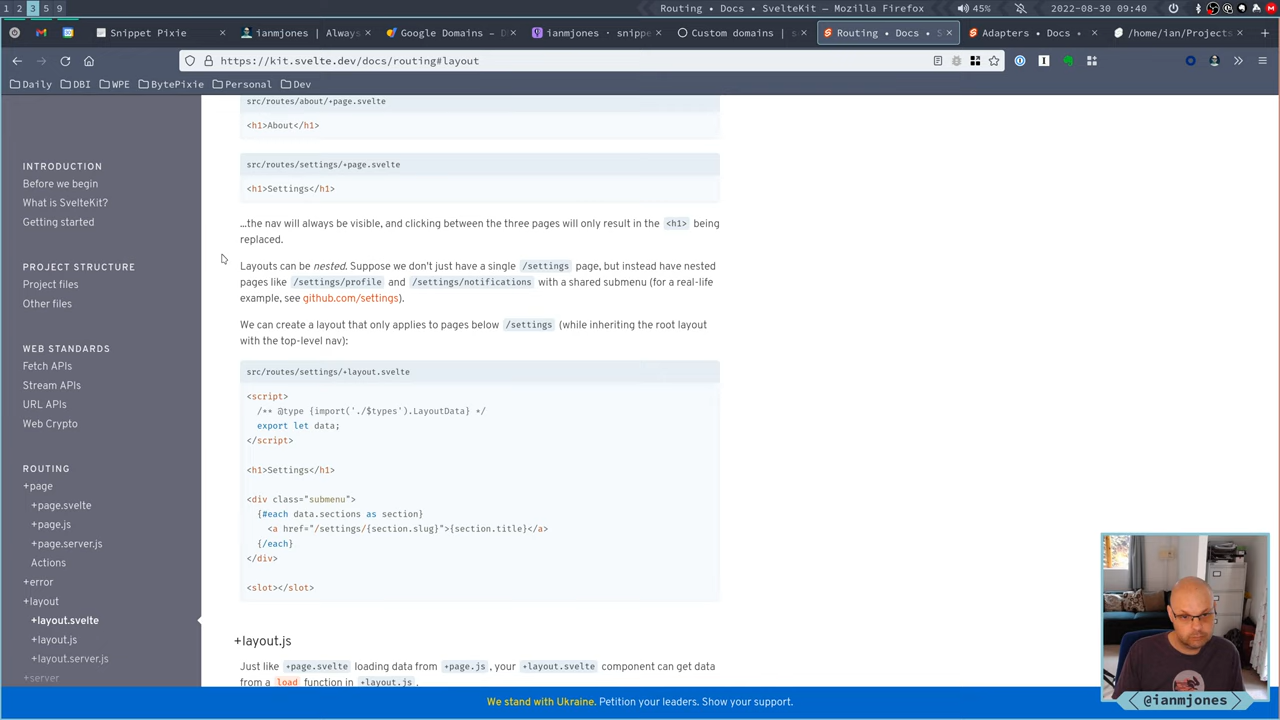 1 2 3 5 9
Routing • Docs • SvelteKit — Mozilla Firefox
45%
2022-08-30 09:40
Snippet Pixie
ianmjones | Always
Google Domains – D
ianmjones - snippe
Custom domains | s
Routing • Docs • S
Adapters • Docs •
/home/ian/Projects
https://kit.svelte.dev/docs/routing#layout
Daily
DBI
WPE
BytePixie
Personal
Dev
INTRODUCTION
Before we begin
What is SvelteKit?
Getting started
PROJECT STRUCTURE
Project files
Other files
WEB STANDARDS
Fetch APIs
Stream APIs
URL APIs
Web Crypto
ROUTING
+page
+page.svelte
+page.js
+page.server.js
Actions
+error
+layout
+layout.svelte
+layout.js
+layout.server.js
+server
src/routes/about/+page.svelte
<h1>About</h1>
src/routes/settings/+page.svelte
<h1>Settings</h1>
...the nav will always be visible, and clicking between the three pages will only result in the <h1> being
replaced.
Layouts can be nested. Suppose we don't just have a single /settings page, but instead have nested
pages like /settings/profile and /settings/notifications with a shared submenu (for a real-life
example, see github.com/settings).
We can create a layout that only applies to pages below /settings (while inheriting the root layout
with the top-level nav):
src/routes/settings/+layout.svelte
<script>
/** @type {import('./$types').LayoutData} */
export let data;
</script>
<h1>Settings</h1>
<div class="submenu">
{#each data.sections as section}
<a href="/settings/{section.slug}">{section.title}</a>
{/each}
</div>
<slot></slot>
+layout.js
Just like +page.svelte loading data from +page.js, your +layout.svelte component can get data
from a load function in +layout.js.
We stand with Ukraine. Petition your leaders. Show your support.
@ianmjones